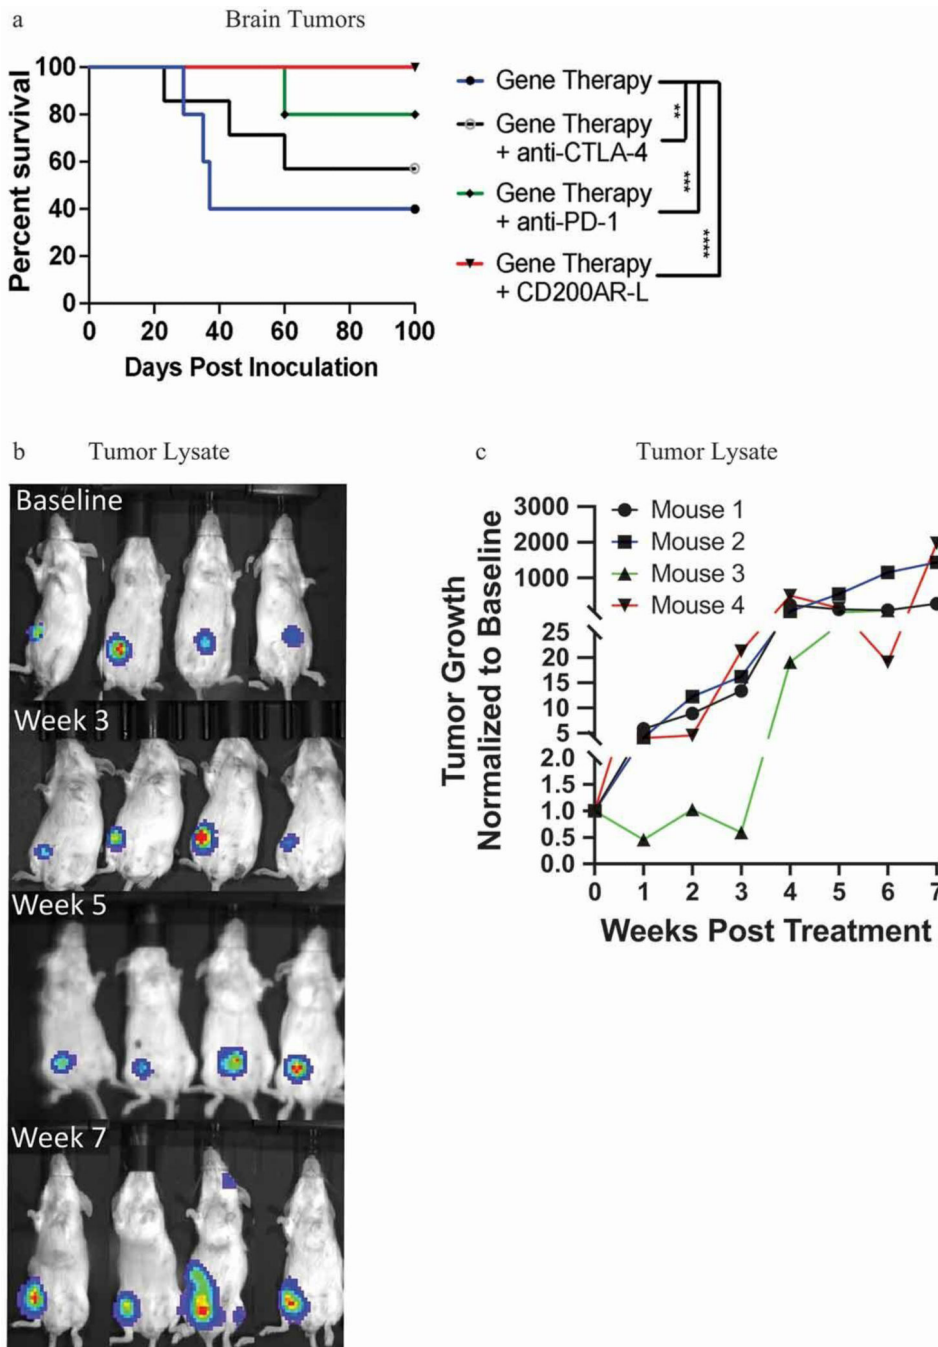 a
Brain Tumors
Percent survival
100
80
60
40
20
0
0 20 40 60 80 100
Days Post Inoculation
Gene Therapy
Gene Therapy
+ anti-CTLA-4
Gene Therapy
+ anti-PD-1
Gene Therapy
+ CD200AR-L
**
***
****
b Tumor Lysate
Baseline
Week 3
Week 5
Week 7
c Tumor Lysate
Tumor Growth
Normalized to Baseline
3000
2000
1000
25
20
15
10
5
2.0
1.5
1.0
0.5
0.0
0 1 2 3 4 5 6 7
Weeks Post Treatment
Mouse 1
Mouse 2
Mouse 3
Mouse 4